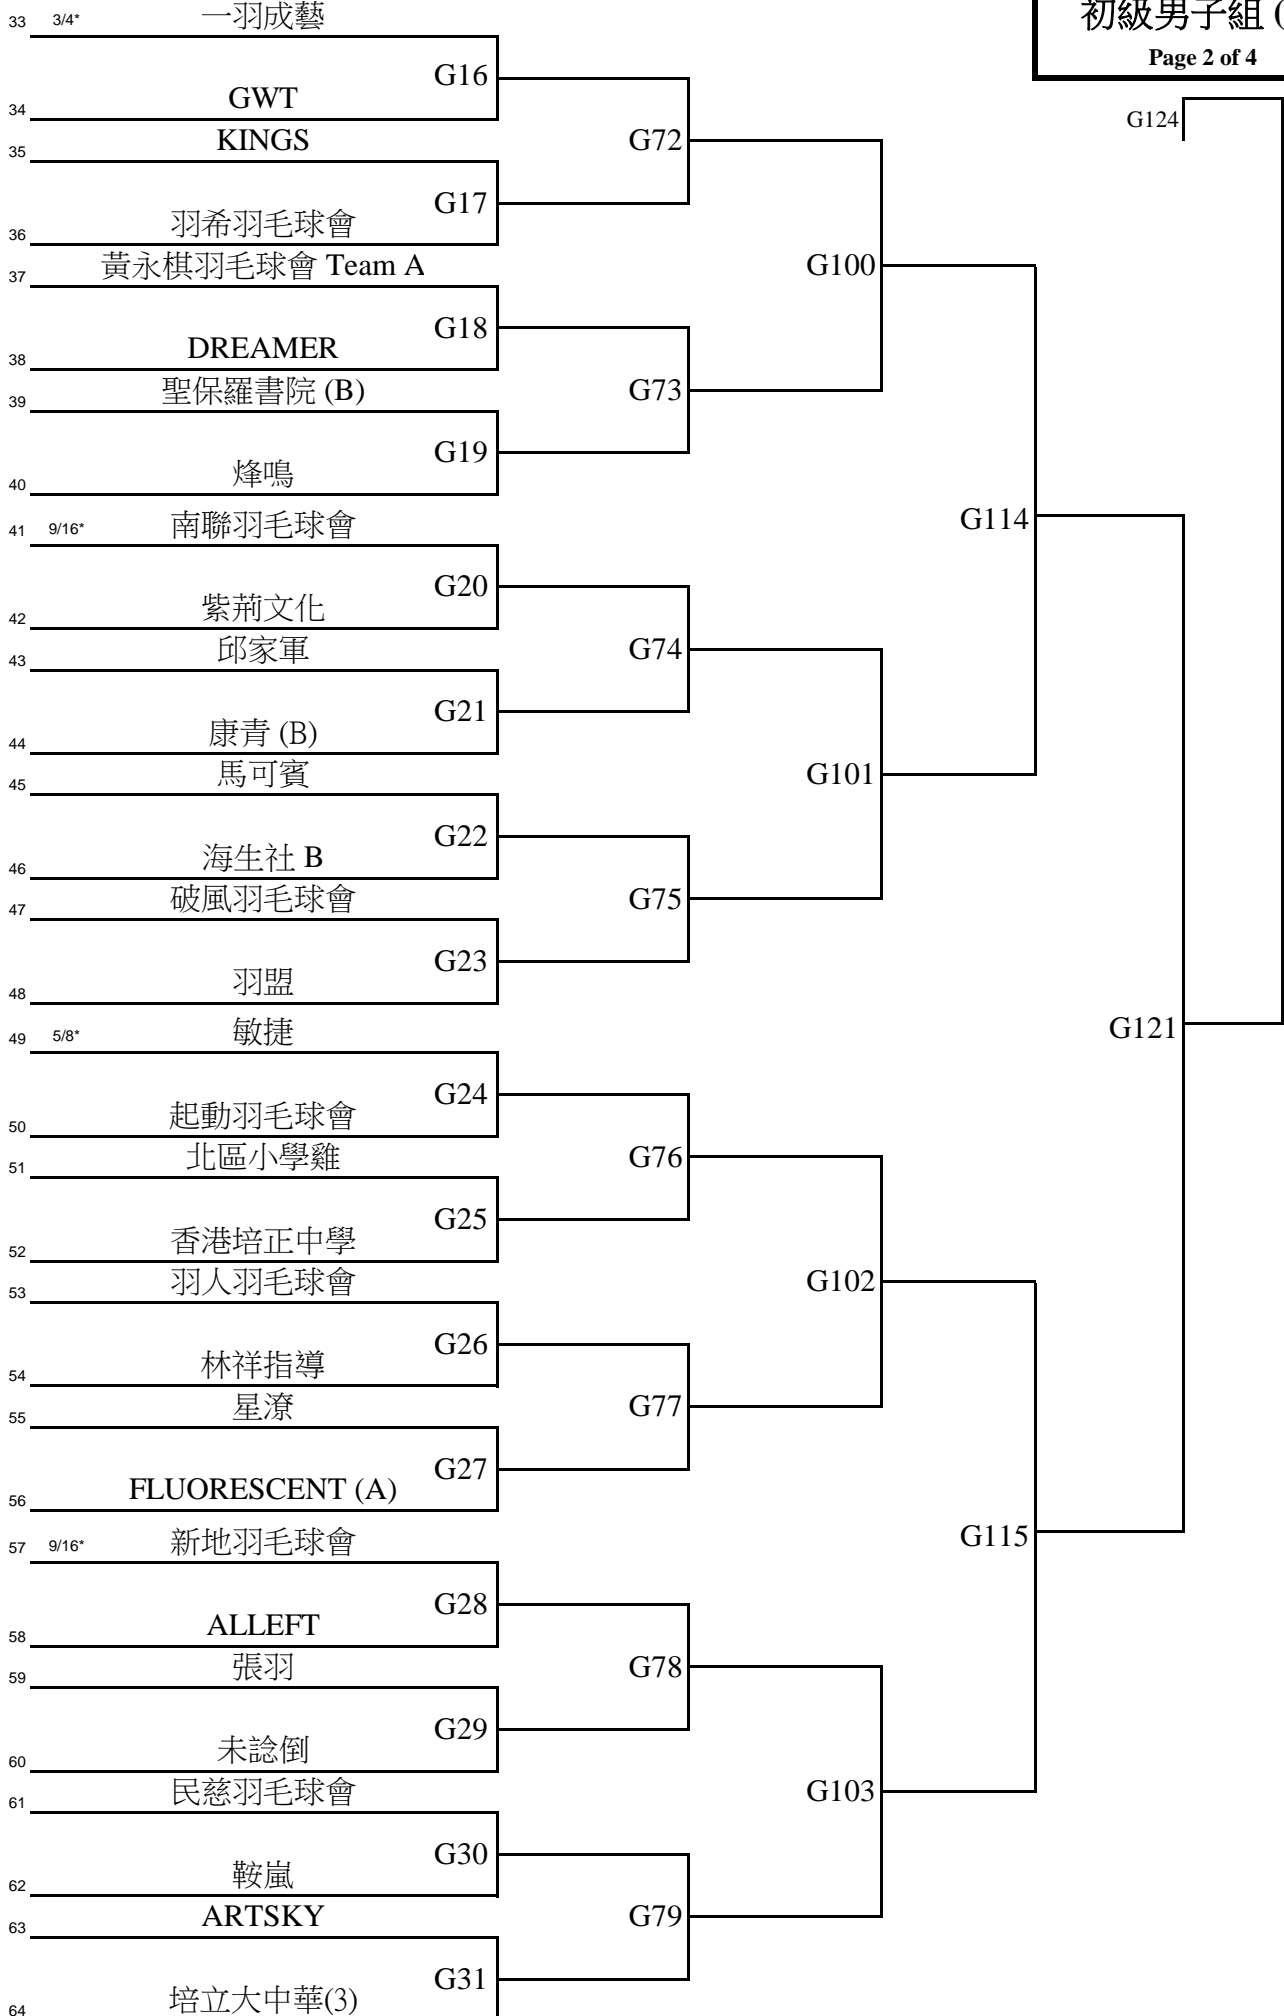 初級男子組 (
Page 2 of 4
G124
33 3/4* 一羽成藝
G16
34 GWT
G72
35 KINGS
G17
36 羽希羽毛球會
G100
37 黃永棋羽毛球會 Team A
G18
38 DREAMER
G73
39 聖保羅書院 (B)
G19
40 烽鳴
G114
41 9/16* 南聯羽毛球會
G20
42 紫荊文化
G74
43 邱家軍
G21
44 康青 (B)
G101
45 馬可賓
G22
46 海生社 B
G75
47 破風羽毛球會
G23
48 羽盟
G121
49 5/8* 敏捷
G24
50 起動羽毛球會
G76
51 北區小學雞
G25
52 香港培正中學
G102
53 羽人羽毛球會
G26
54 林祥指導
G77
55 星潦
G27
56 FLUORESCENT (A)
G115
57 9/16* 新地羽毛球會
G28
58 ALLEFT
G78
59 張羽
G29
60 未諗倒
G103
61 民慈羽毛球會
G30
62 鞍嵐
G79
63 ARTSKY
G31
64 培立大中華(3)